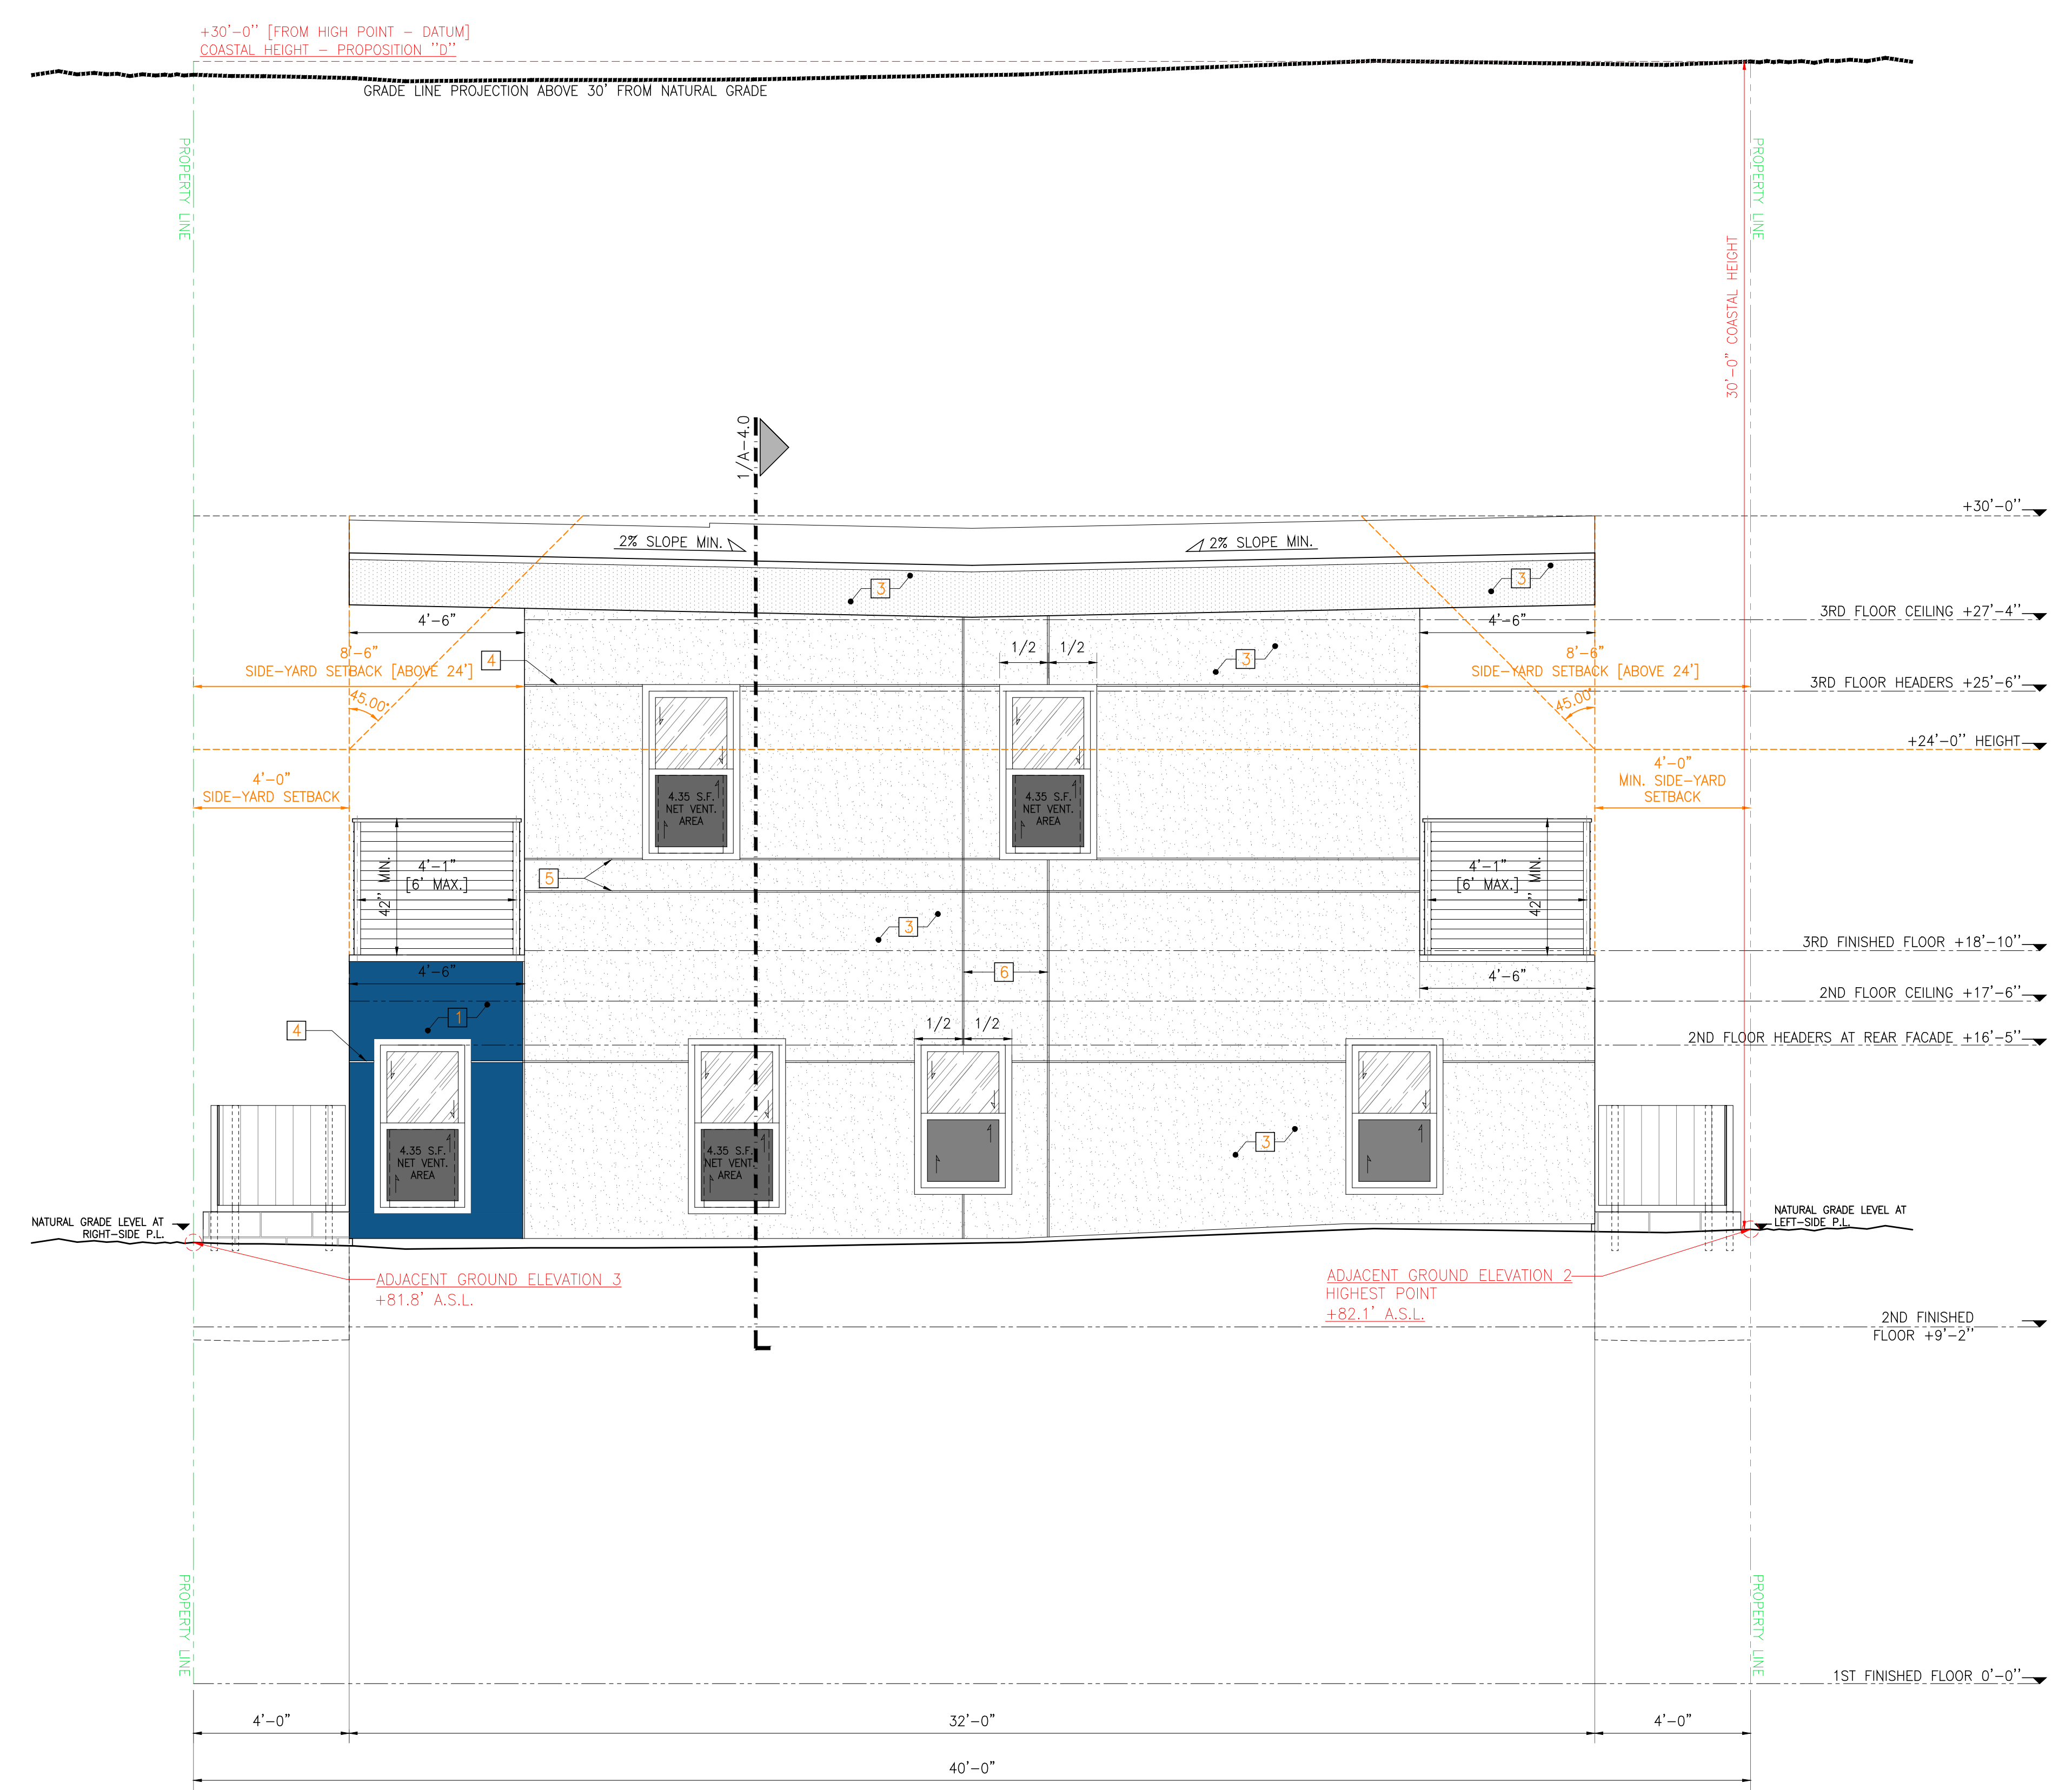 +30'-0'' [FROM HIGH POINT - DATUM]
COASTAL HEIGHT - PROPOSITION ''D''
GRADE LINE PROJECTION ABOVE 30' FROM NATURAL GRADE
PROPERTY LINE
PROPERTY LINE
30'-0" COASTAL HEIGHT
1/A-4.0
+30'-0''
2% SLOPE MIN.
2% SLOPE MIN.
3
3
3RD FLOOR CEILING +27'-4''
4'-6"
4'-6"
1/2
1/2
8'-6"
SIDE-YARD SETBACK [ABOVE 24']
4
3
8'-6"
SIDE-YARD SETBACK [ABOVE 24']
3RD FLOOR HEADERS +25'-6''
45.00°
45.00°
+24'-0'' HEIGHT
4'-0"
SIDE-YARD SETBACK
4'-0"
MIN. SIDE-YARD
SETBACK
4.35 S.F.
NET VENT.
AREA
4.35 S.F.
NET VENT.
AREA
42" MIN.
4'-1"
[6' MAX.]
5
4'-1"
[6' MAX.]
42" MIN.
3
3RD FINISHED FLOOR +18'-10''
4'-6"
6
4'-6"
2ND FLOOR CEILING +17'-6''
1
4
1/2
1/2
2ND FLOOR HEADERS AT REAR FACADE +16'-5''
4.35 S.F.
NET VENT.
AREA
4.35 S.F.
NET VENT.
AREA
3
NATURAL GRADE LEVEL AT
RIGHT-SIDE P.L.
NATURAL GRADE LEVEL AT
LEFT-SIDE P.L.
ADJACENT GROUND ELEVATION 3
+81.8' A.S.L.
ADJACENT GROUND ELEVATION 2
HIGHEST POINT
+82.1' A.S.L.
2ND FINISHED
FLOOR +9'-2''
PROPERTY LINE
PROPERTY LINE
1ST FINISHED FLOOR 0'-0''
4'-0"
32'-0"
4'-0"
40'-0"